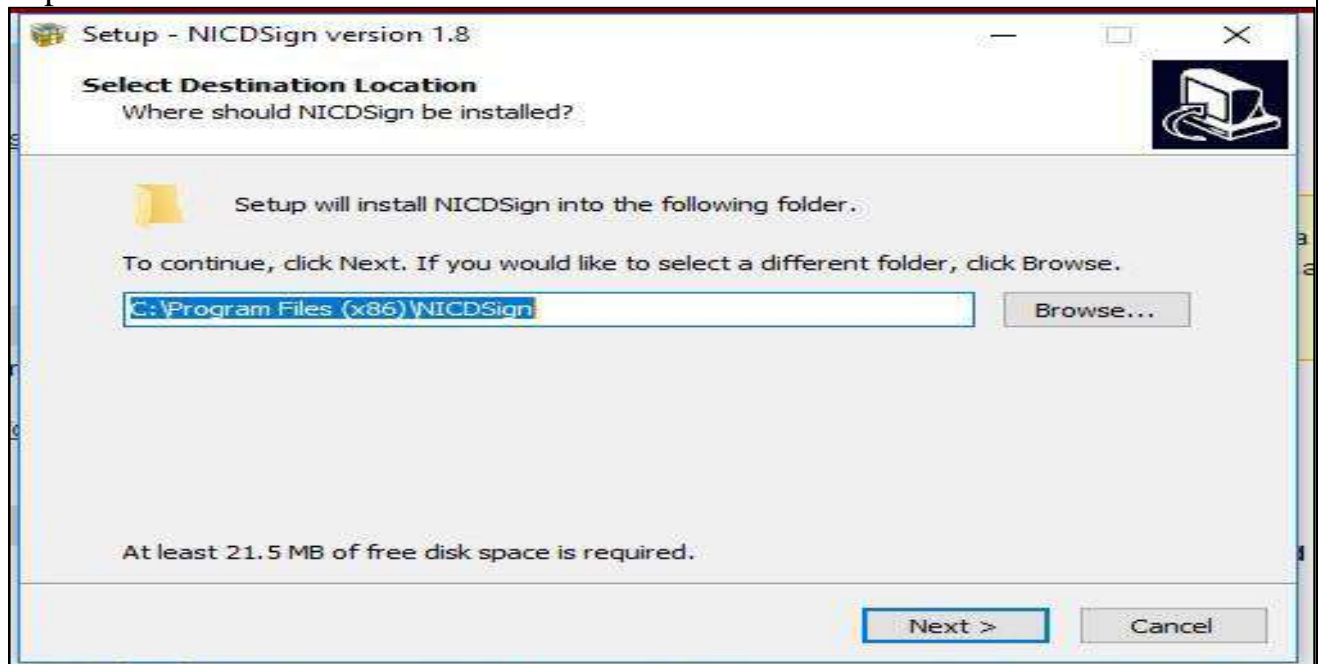 Setup - NICDSign version 1.8
Select Destination Location
Where should NICDSign be installed?
Setup will install NICDSign into the following folder.
To continue, click Next. If you would like to select a different folder, click Browse.
C:\Program Files (x86)\NICDSign
Browse...
At least 21.5 MB of free disk space is required.
Next >
Cancel